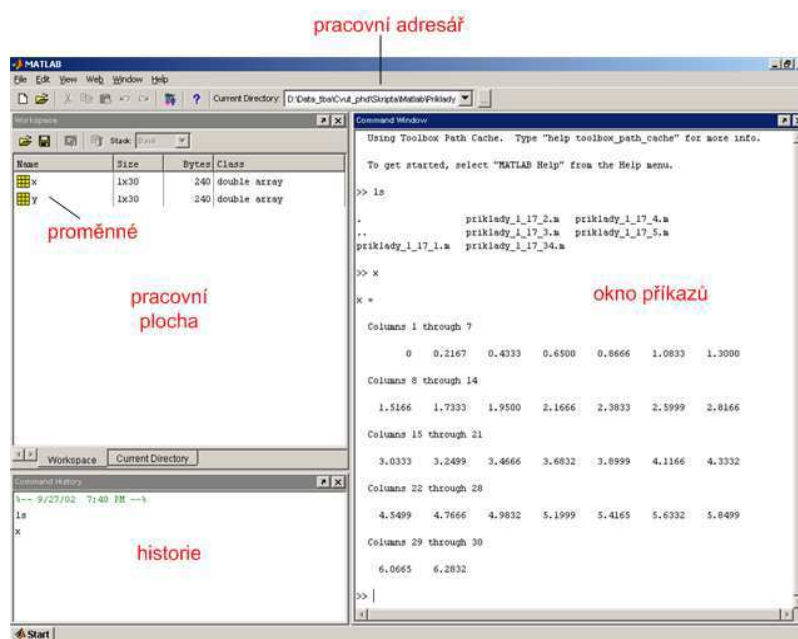 pracovní adresář
MATLAB
File Edit View Web Window Help
? Current Directory: D:\Data_tba\Cvut_phd\Skripta\Matlab\Priklady
Workspace
Stack: Base
Name Size Bytes Class
x 1x30 240 double array
y 1x30 240 double array
proměnné
pracovní
plocha
Workspace Current Directory
Command History
%-- 9/27/02 7:40 PM --%
ls
x
historie
Start
Command Window
Using Toolbox Path Cache. Type "help toolbox_path_cache" for more info.
To get started, select "MATLAB Help" from the Help menu.
>> ls
. priklady_1_17_2.m priklady_1_17_4.m
.. priklady_1_17_3.m priklady_1_17_5.m
priklady_1_17_1.m priklady_1_17_34.m
>> x
okno příkazů
x =
Columns 1 through 7
0 0.2167 0.4333 0.6500 0.8666 1.0833 1.3000
Columns 8 through 14
1.5166 1.7333 1.9500 2.1666 2.3833 2.5999 2.8166
Columns 15 through 21
3.0333 3.2499 3.4666 3.6832 3.8999 4.1166 4.3332
Columns 22 through 28
4.5499 4.7666 4.9832 5.1999 5.4165 5.6332 5.8499
Columns 29 through 30
6.0665 6.2832
>>